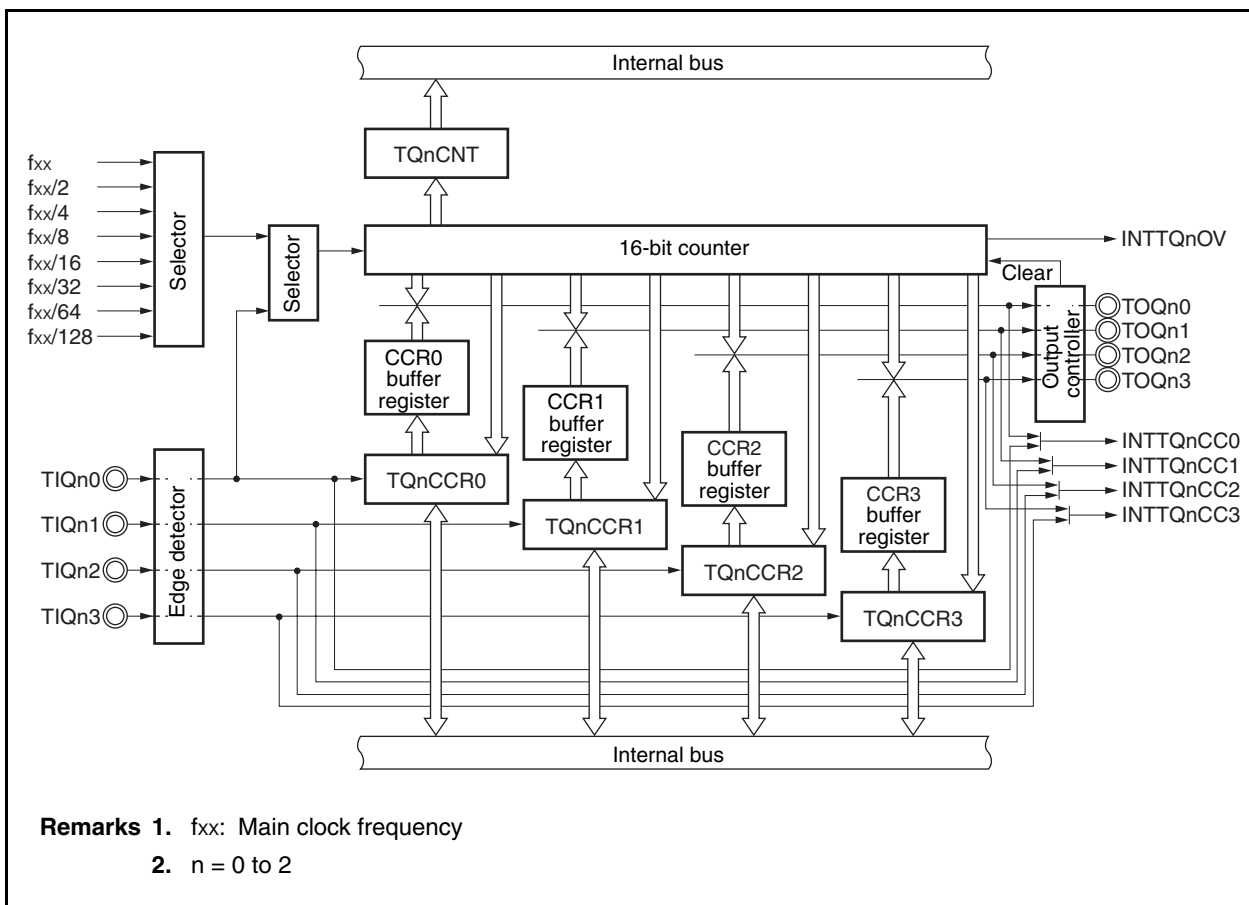 Internal bus
TQnCNT
fxx
fxx/2
fxx/4
fxx/8
fxx/16
fxx/32
fxx/64
fxx/128
Selector
Selector
16-bit counter
INTTQnOV
Clear
Output
controller
TOQn0
TOQn1
TOQn2
TOQn3
CCR0
buffer
register
CCR1
buffer
register
CCR2
buffer
register
CCR3
buffer
register
INTTQnCC0
INTTQnCC1
INTTQnCC2
INTTQnCC3
TIQn0
TIQn1
TIQn2
TIQn3
Edge detector
TQnCCR0
TQnCCR1
TQnCCR2
TQnCCR3
Internal bus
Remarks 1. fxx: Main clock frequency
2. n = 0 to 2